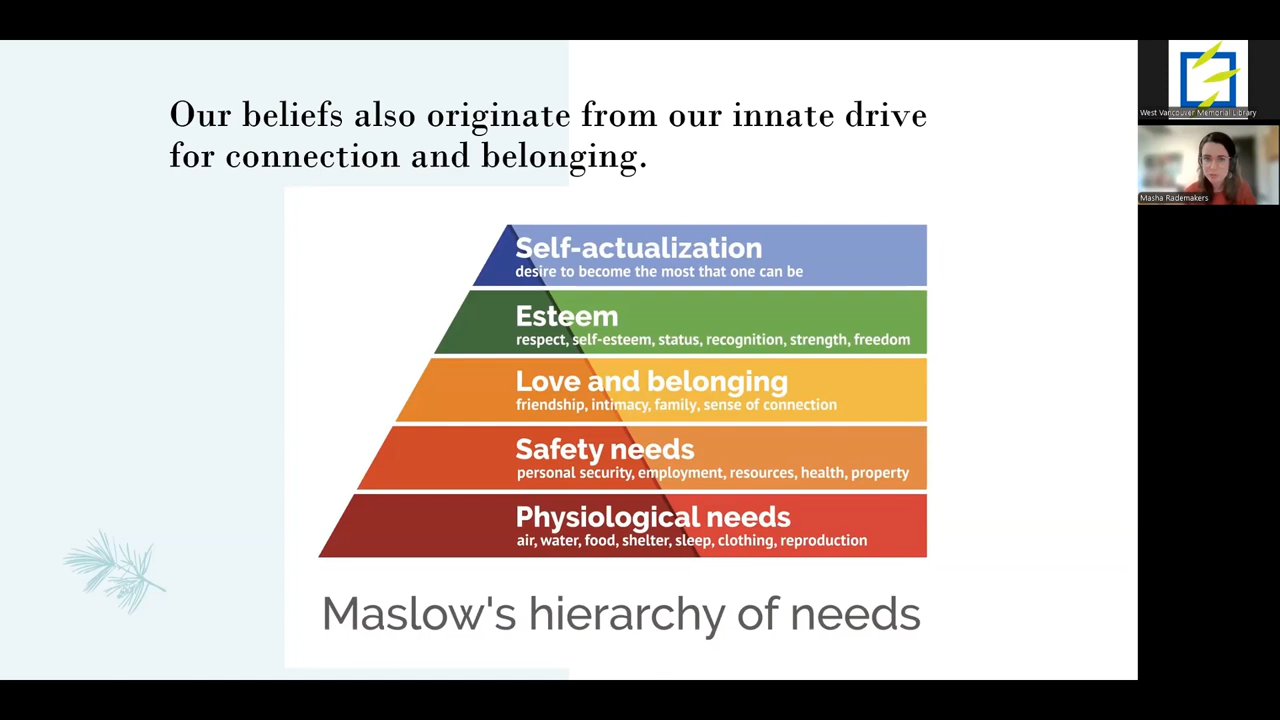 Our beliefs also originate from our innate drive
for connection and belonging.
Self-actualization
desire to become the most that one can be
Esteem
respect, self-esteem, status, recognition, strength, freedom
Love and belonging
friendship, intimacy, family, sense of connection
Safety needs
personal security, employment, resources, health, property
Physiological needs
air, water, food, shelter, sleep, clothing, reproduction
Maslow's hierarchy of needs
West Vancouver Memorial Library
Masha Rademakers